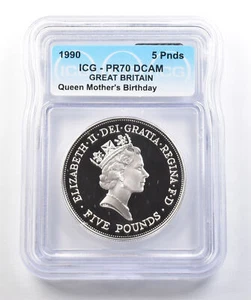 1990 5 Pnds
ICG - PR70 DCAM
GREAT BRITAIN
Queen Mother's Birthday
ELIZABETH·II·DEI·GRATIA·REGINA·F·D
·FIVE POUNDS·